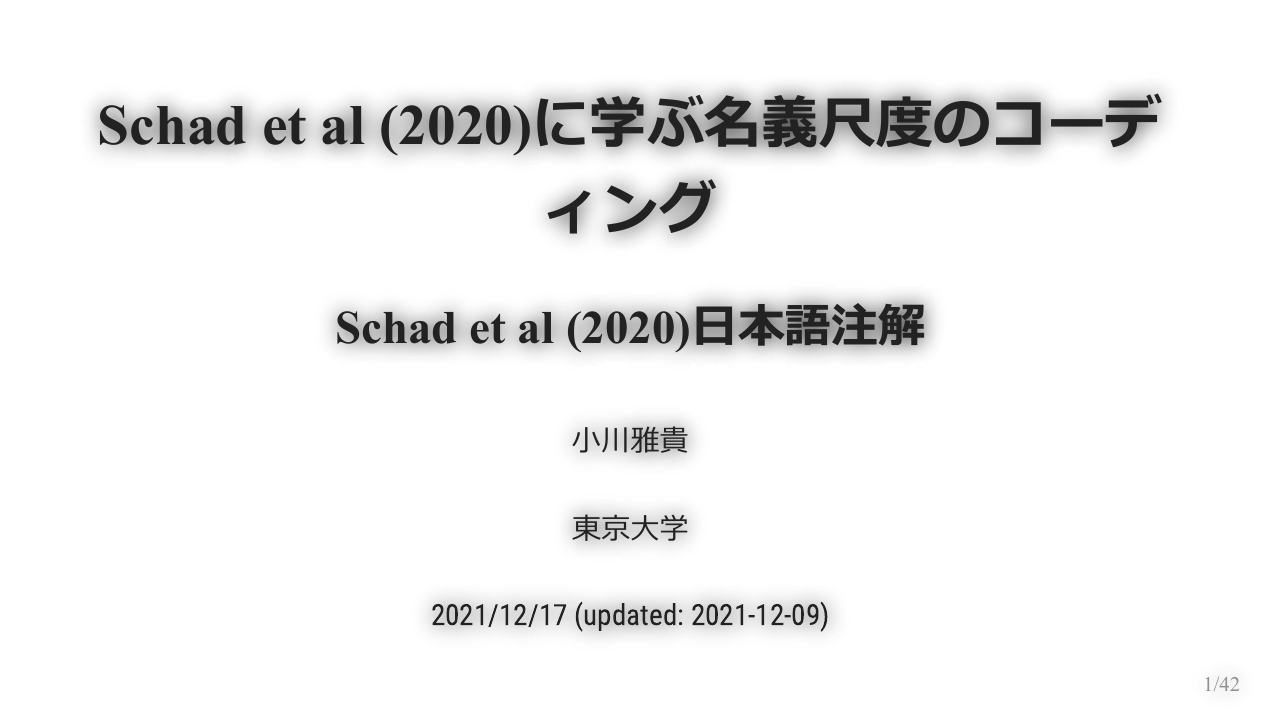 Schad et al (2020)に学ぶ名義尺度のコーデ
ィング
Schad et al (2020)日本語注解
小川雅貴
東京大学
2021/12/17 (updated: 2021-12-09)
1/42